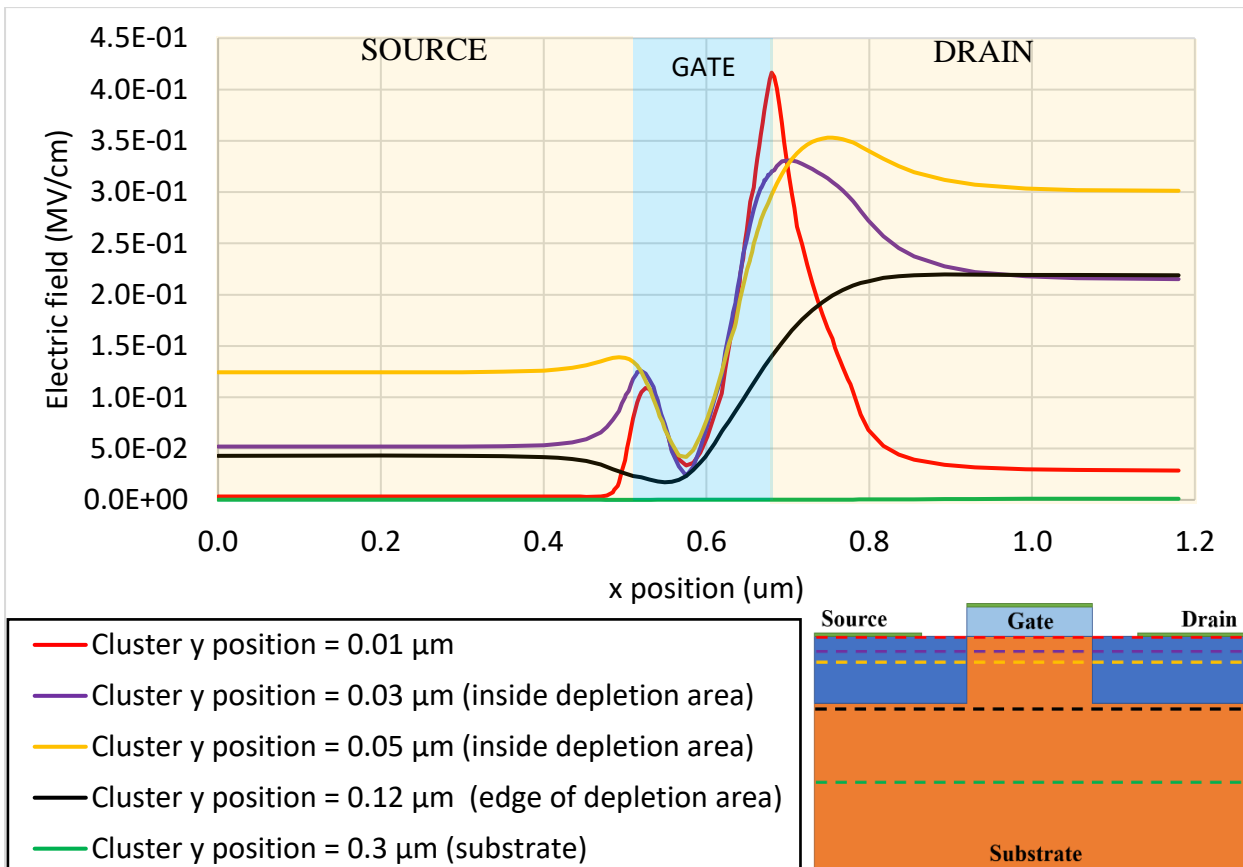 SOURCE
GATE
DRAIN
Electric field (MV/cm)
4.5E-01
4.0E-01
3.5E-01
3.0E-01
2.5E-01
2.0E-01
1.5E-01
1.0E-01
5.0E-02
0.0E+00
0.0 0.2 0.4 0.6 0.8 1.0 1.2
x position (um)
Cluster y position = 0.01 μm
Cluster y position = 0.03 μm (inside depletion area)
Cluster y position = 0.05 μm (inside depletion area)
Cluster y position = 0.12 μm (edge of depletion area)
Cluster y position = 0.3 μm (substrate)
Source Gate Drain
Substrate